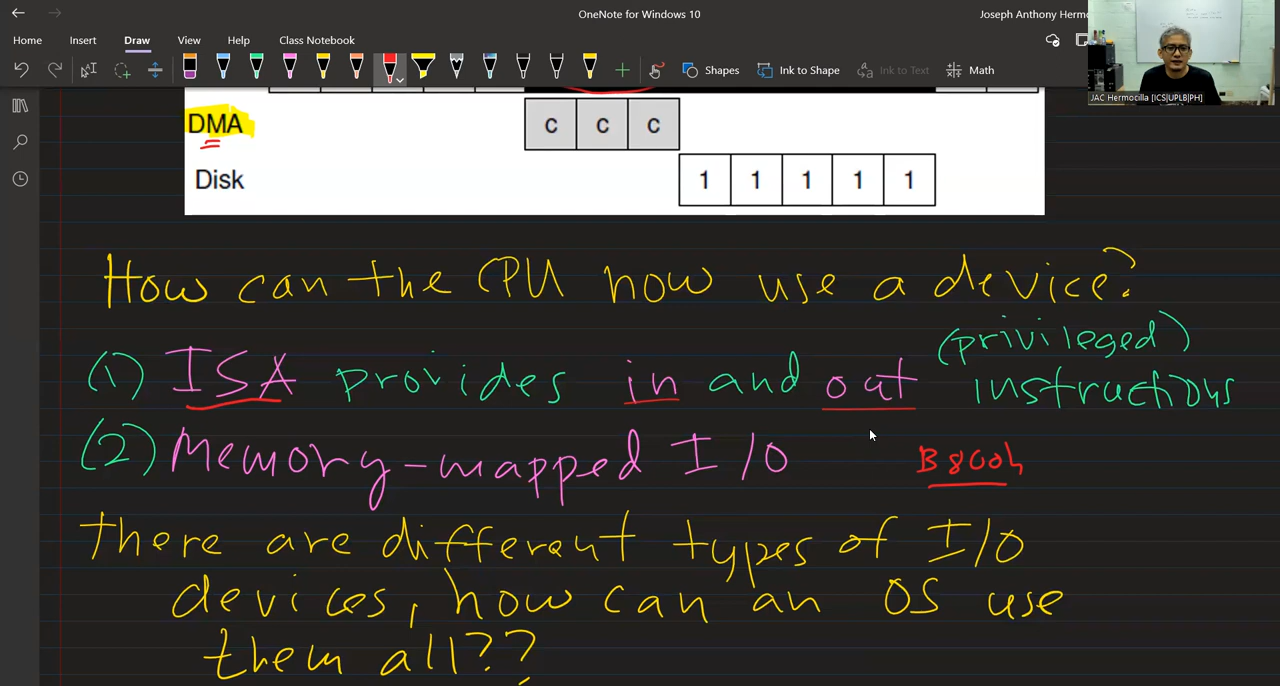 OneNote for Windows 10
Joseph Anthony Hermo
Home Insert Draw View Help Class Notebook
Shapes Ink to Shape Ink to Text Math
JAC Hermocilla [ICS|UPLB|PH]
DMA c c c
Disk 1 1 1 1 1
How can the CPU now use a device?
(privileged)
(1) ISA provides in and out instructions
(2) Memory-mapped I/O B800h
There are different types of I/O
devices, how can an OS use
them all??